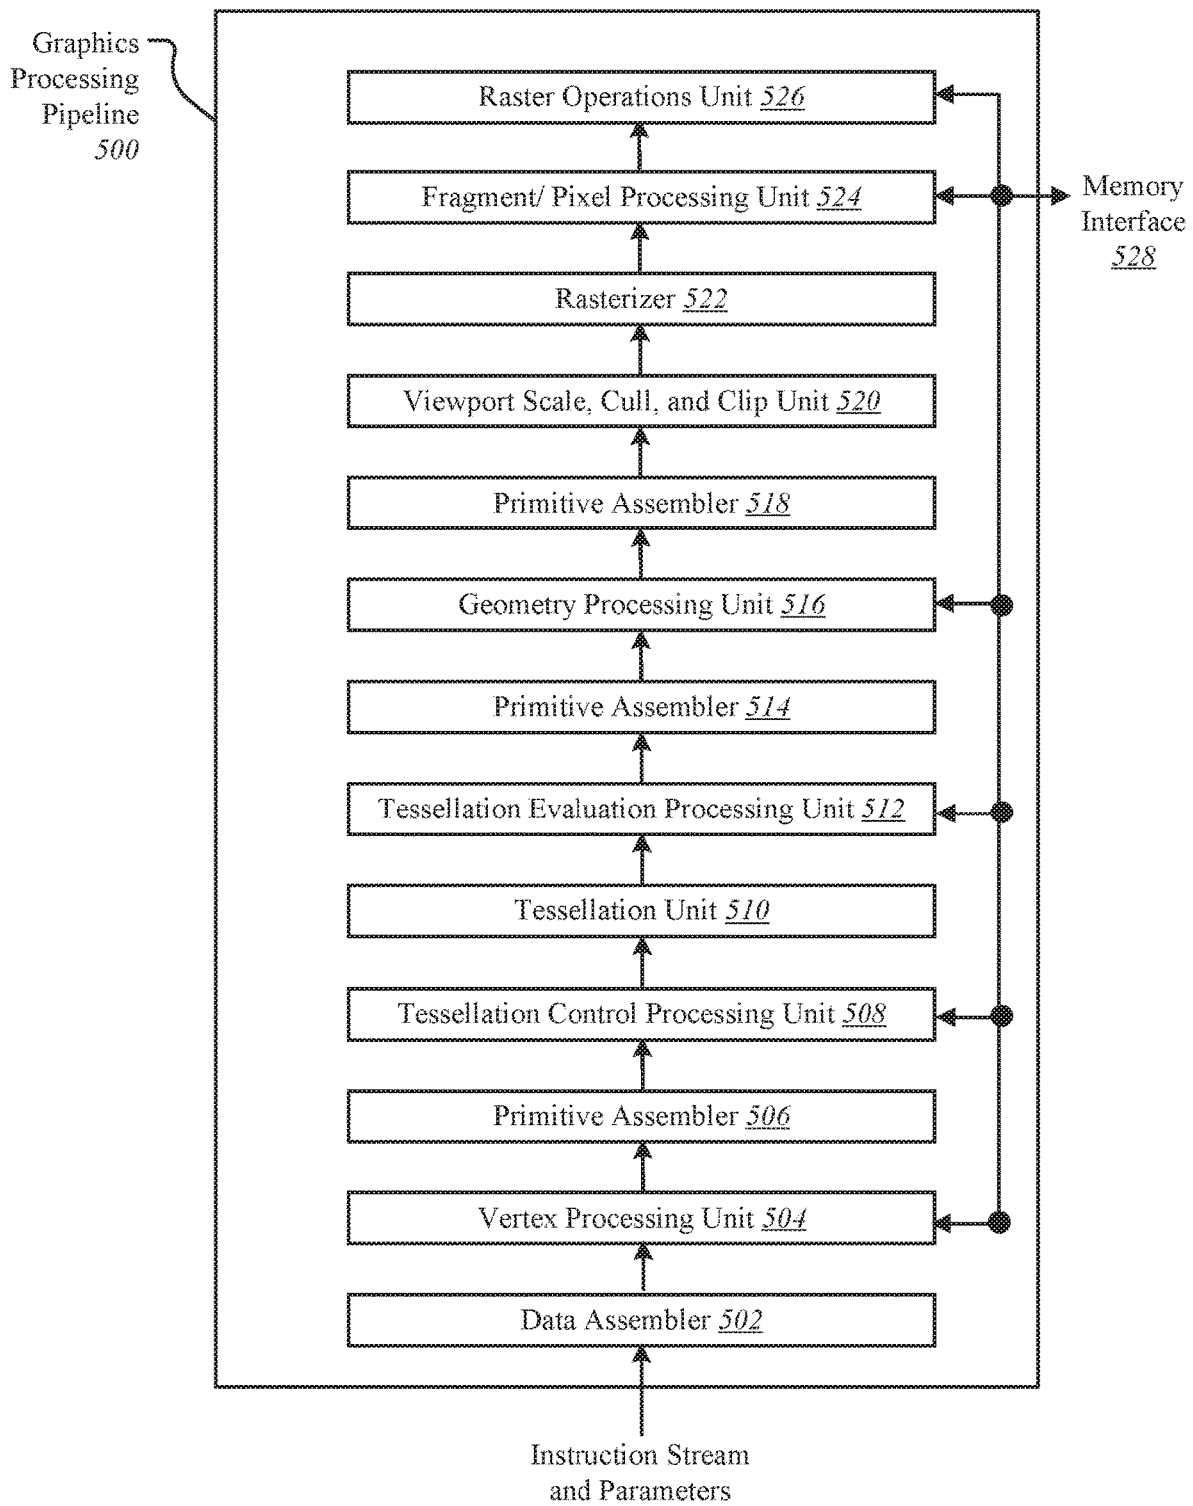 Graphics
Processing
Pipeline
500
Raster Operations Unit 526
Fragment/ Pixel Processing Unit 524
Memory
Interface
528
Rasterizer 522
Viewport Scale, Cull, and Clip Unit 520
Primitive Assembler 518
Geometry Processing Unit 516
Primitive Assembler 514
Tessellation Evaluation Processing Unit 512
Tessellation Unit 510
Tessellation Control Processing Unit 508
Primitive Assembler 506
Vertex Processing Unit 504
Data Assembler 502
Instruction Stream
and Parameters